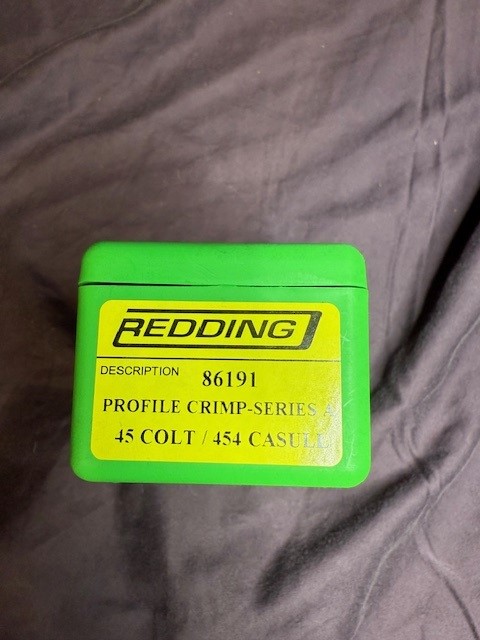 REDDING
DESCRIPTION 86191
PROFILE CRIMP-SERIES A
45 COLT / 454 CASULL